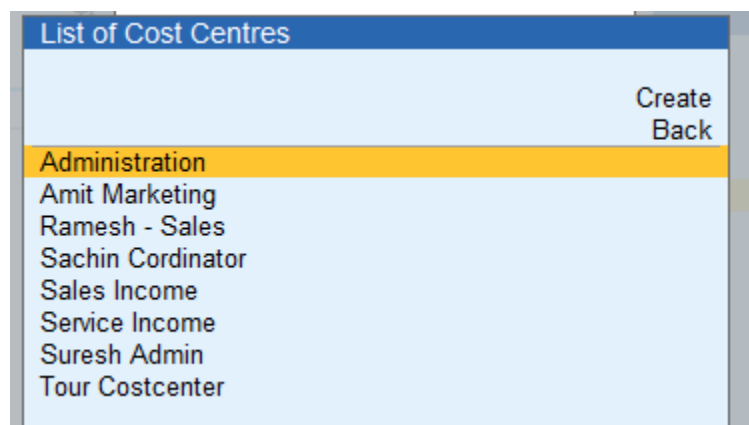 List of Cost Centres
Create
Back
Administration
Amit Marketing
Ramesh - Sales
Sachin Cordinator
Sales Income
Service Income
Suresh Admin
Tour Costcenter